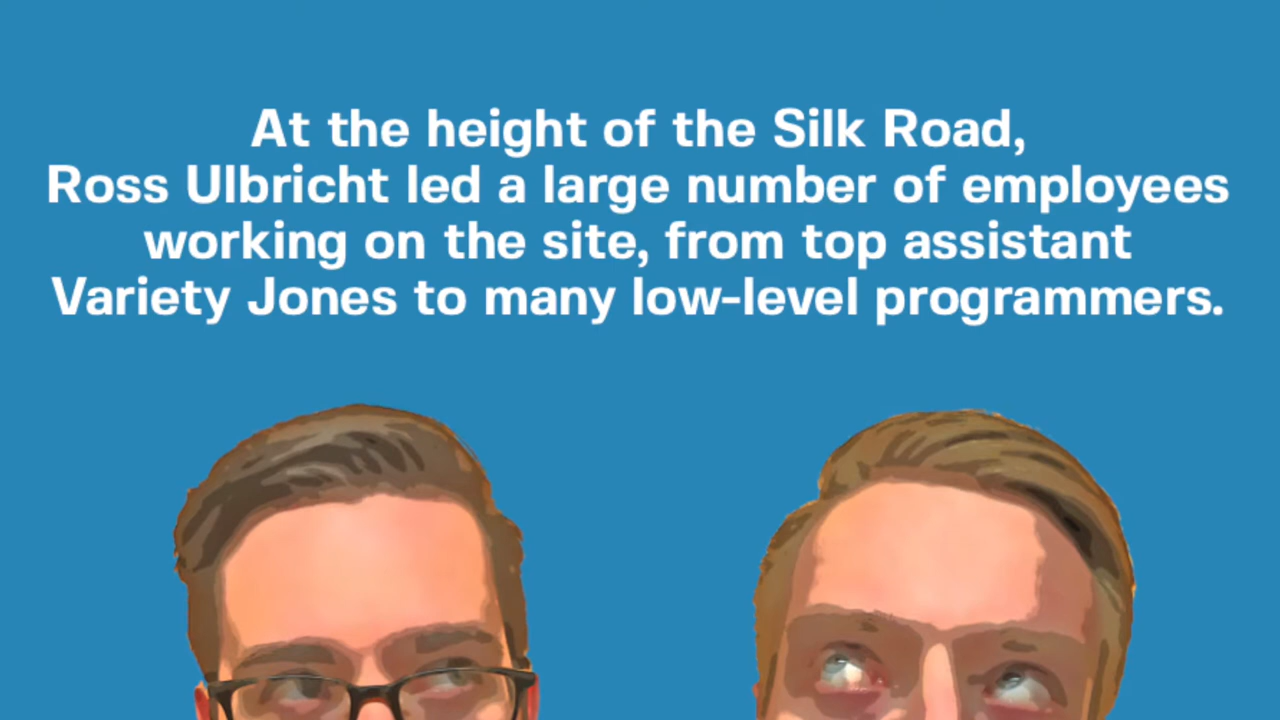 At the height of the Silk Road,
Ross Ulbricht led a large number of employees
working on the site, from top assistant
Variety Jones to many low-level programmers.